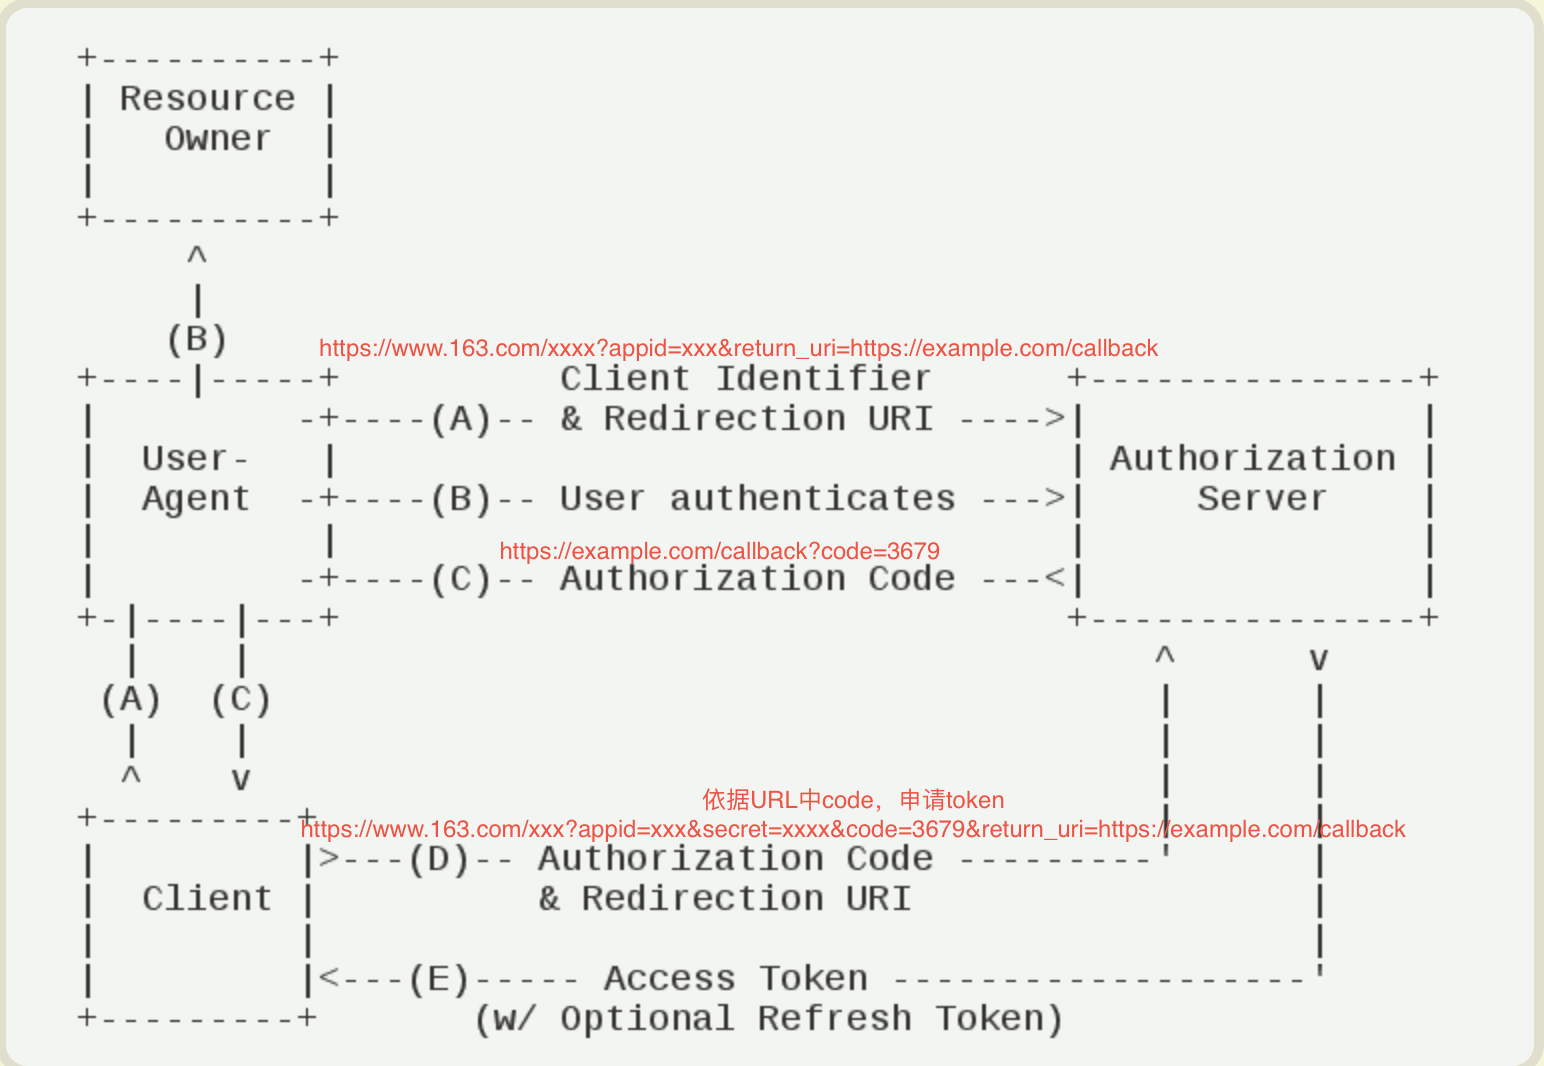 +----------+
| Resource |
| Owner |
| |
+----------+
^
|
(B)
https://www.163.com/xxxx?appid=xxx&return_uri=https://example.com/callback
+----|-----+ Client Identifier +---------------+
| -+----(A)-- & Redirection URI ---->| |
| User- | | Authorization |
| Agent -+----(B)-- User authenticates --->| Server |
| | | |
https://example.com/callback?code=3679
| -+----(C)-- Authorization Code ---<| |
+-|----|---+ +---------------+
| | ^ v
(A) (C) | |
| | | |
^ v | |
依据URL中code，申请token
+---------+ | |
https://www.163.com/xxx?appid=xxx&secret=xxxx&code=3679&return_uri=https://example.com/callback
| |>---(D)-- Authorization Code ---------' |
| Client | & Redirection URI |
| | |
| |<---(E)----- Access Token -------------------'
+---------+ (w/ Optional Refresh Token)